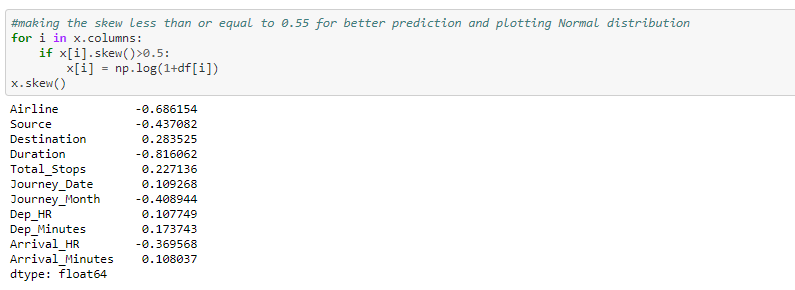 #making the skew less than or equal to 0.55 for better prediction and plotting Normal distribution
for i in x.columns:
    if x[i].skew()>0.5:
        x[i] = np.log(1+df[i])
x.skew()
Airline -0.686154
Source -0.437082
Destination 0.283525
Duration -0.816062
Total_Stops 0.227136
Journey_Date 0.109268
Journey_Month -0.408944
Dep_HR 0.107749
Dep_Minutes 0.173743
Arrival_HR -0.369568
Arrival_Minutes 0.108037
dtype: float64